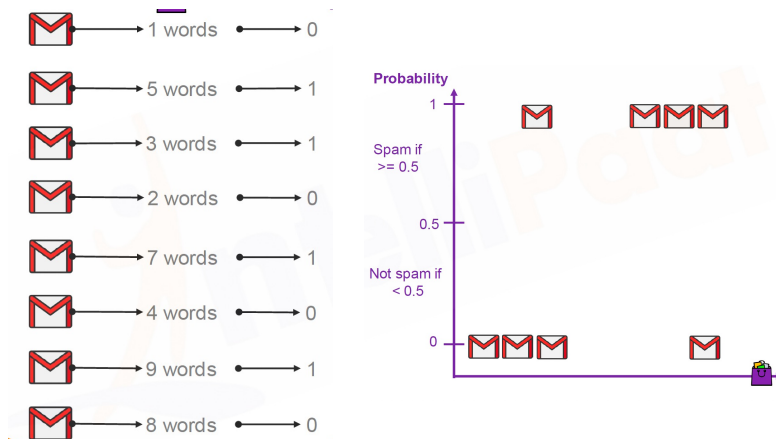 1 words 0
5 words 1
3 words 1
2 words 0
7 words 1
4 words 0
9 words 1
8 words 0
Probability
1
Spam if
>= 0.5
0.5
Not spam if
< 0.5
0
intelliPaat